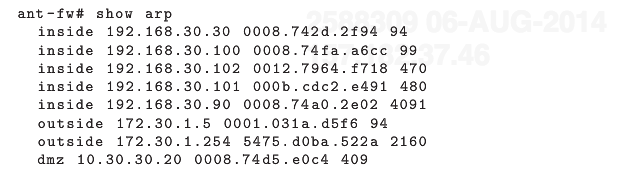 ant-fw# show arp
inside 192.168.30.30 0008.742d.2f94 94
inside 192.168.30.100 0008.74fa.a6cc 99
inside 192.168.30.102 0012.7964.f718 470
inside 192.168.30.101 000b.cdc2.e491 480
inside 192.168.30.90 0008.74a0.2e02 4091
outside 172.30.1.5 0001.031a.d5f6 94
outside 172.30.1.254 5475.d0ba.522a 2160
dmz 10.30.30.20 0008.74d5.e0c4 409
2588309 06-AUG-2014
37.46